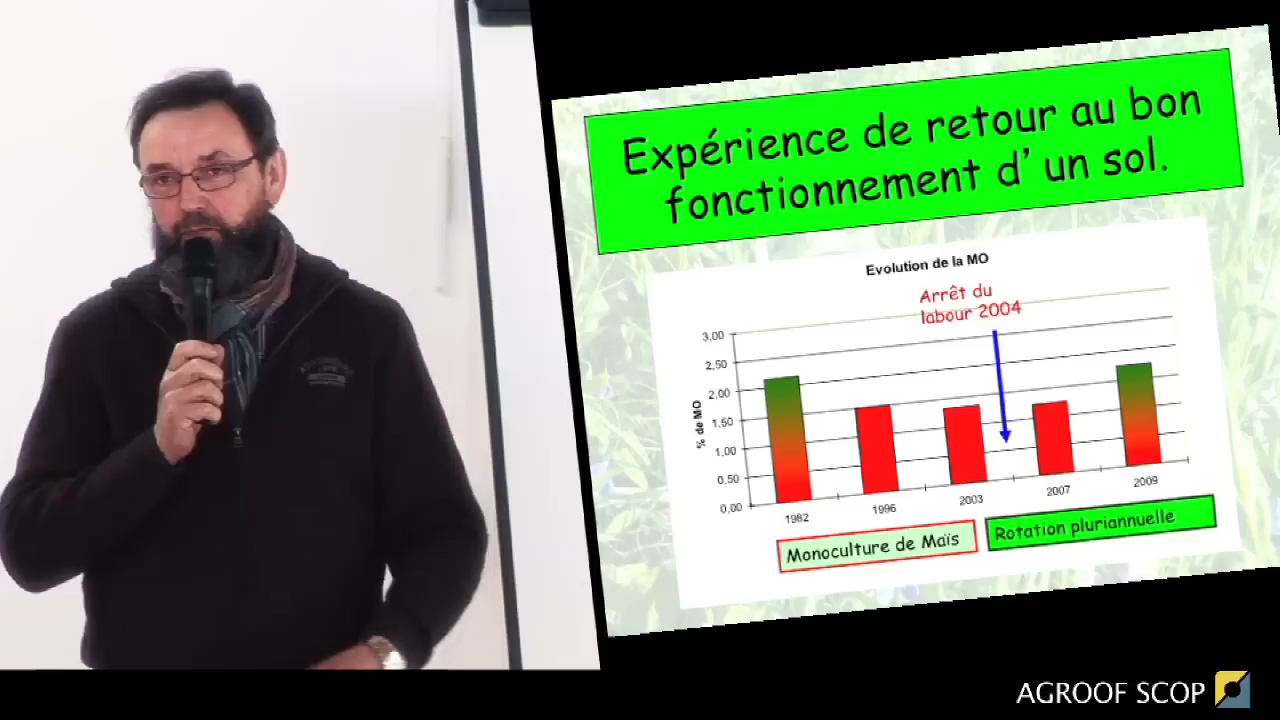 Expérience de retour au bon
fonctionnement d’ un sol.
Evolution de la MO
Arrêt du
labour 2004
3,00
2,50
2,00
1,50
1,00
0,50
0,00
% de MO
1982
1996
2003
2007
2009
Monoculture de Maïs
Rotation pluriannuelle
AGROOF SCOP